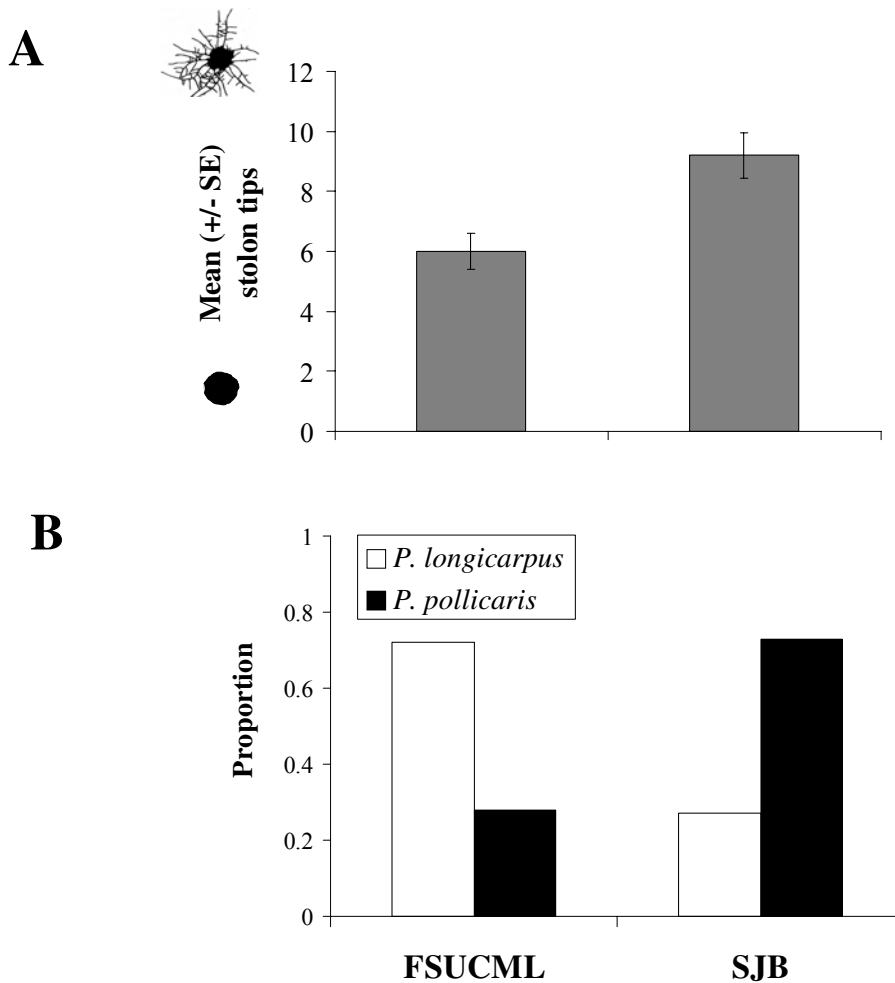 A
Mean (+/- SE)
stolon tips
12
10
8
6
4
2
0
B
Proportion
1
0.8
0.6
0.4
0.2
0
P. longicarpus
P. pollicaris
FSUCML
SJB